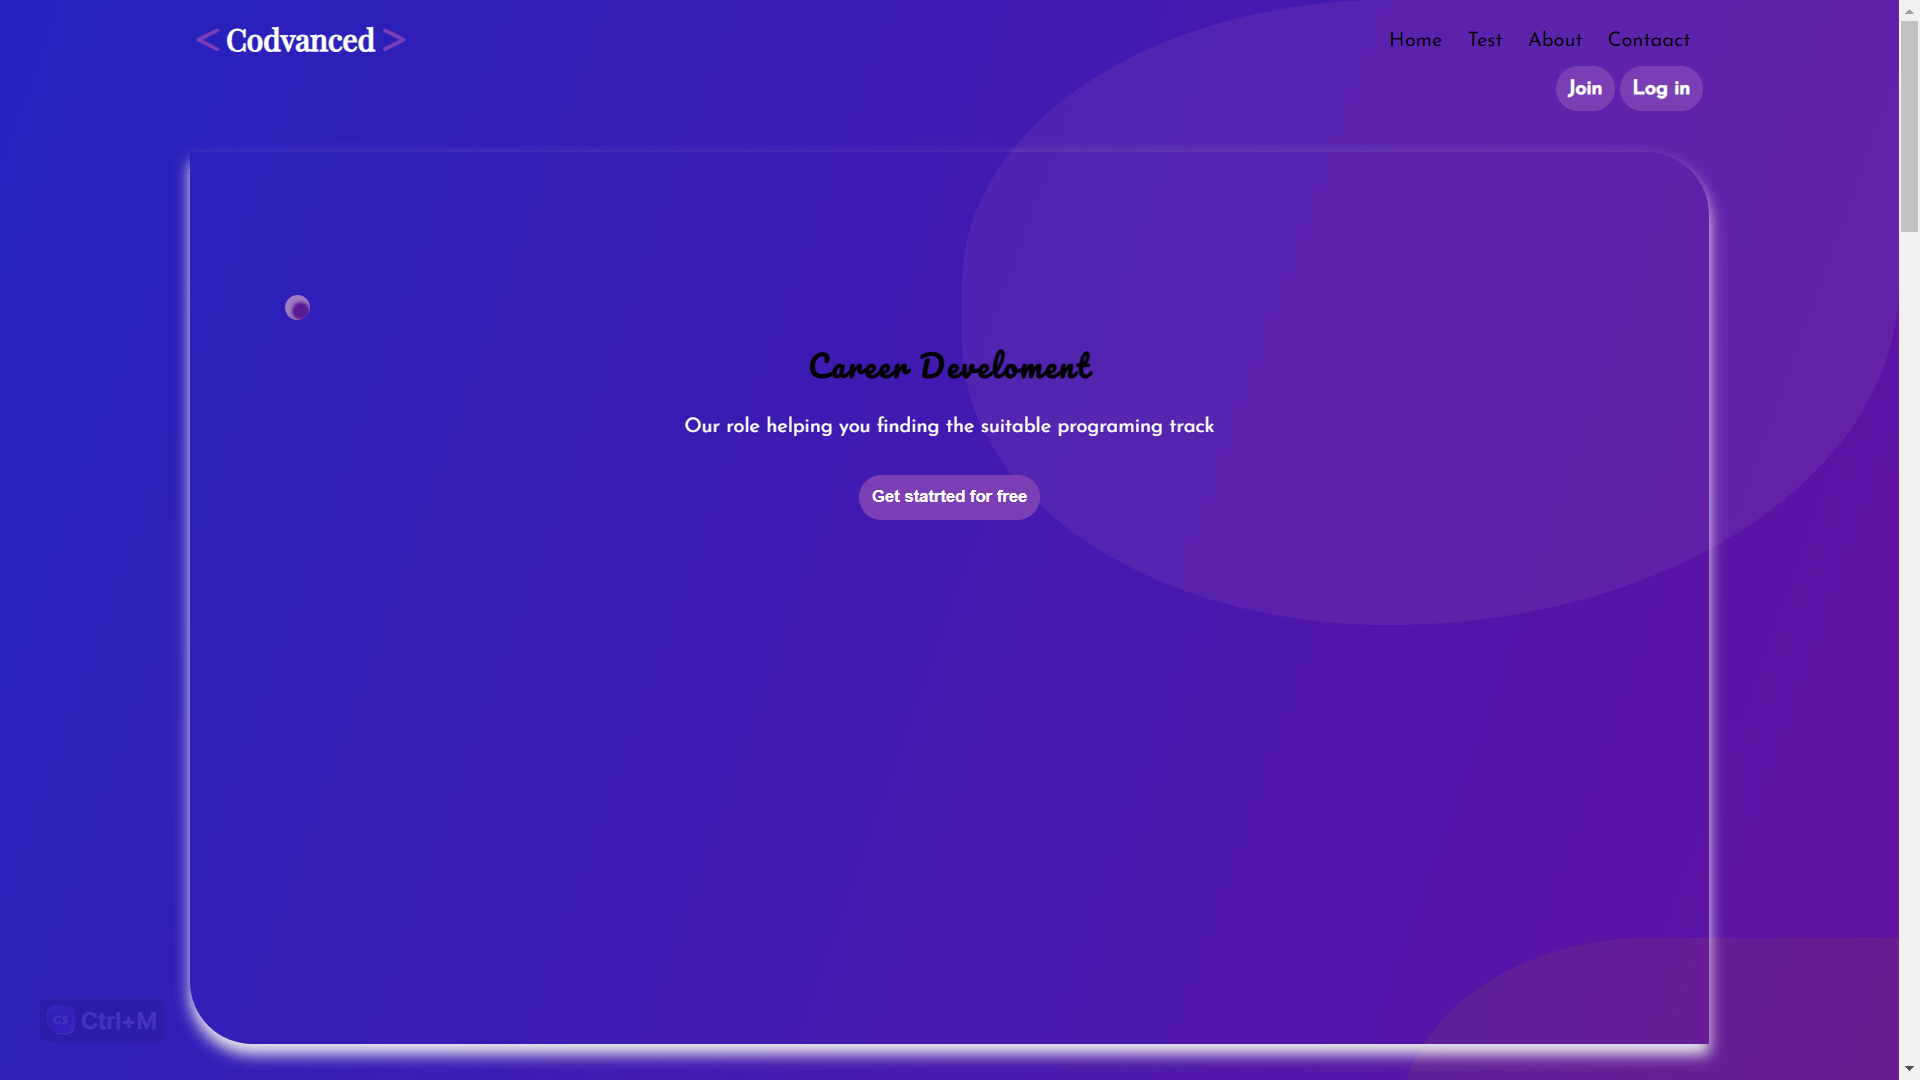 < Codvanced >
Home Test About Contaact
Join Log in
Career Develoment
Our role helping you finding the suitable programing track
Get statrted for free
CS Ctrl+M